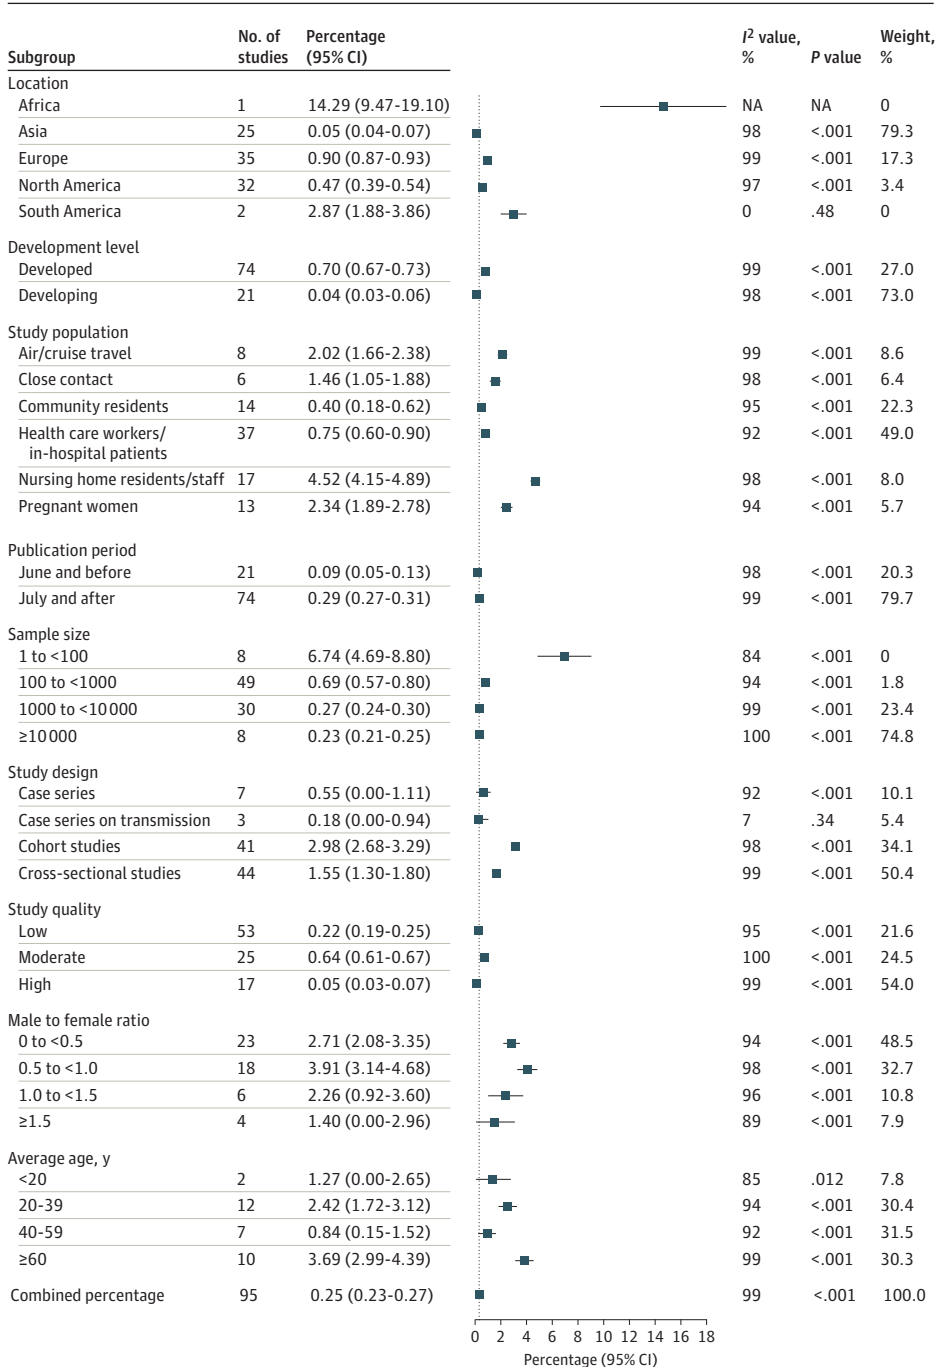 Subgroup No. of studies Percentage (95% CI) I2 value, % P value Weight, %
Location
Africa 1 14.29 (9.47-19.10) NA NA 0
Asia 25 0.05 (0.04-0.07) 98 <.001 79.3
Europe 35 0.90 (0.87-0.93) 99 <.001 17.3
North America 32 0.47 (0.39-0.54) 97 <.001 3.4
South America 2 2.87 (1.88-3.86) 0 .48 0
Development level
Developed 74 0.70 (0.67-0.73) 99 <.001 27.0
Developing 21 0.04 (0.03-0.06) 98 <.001 73.0
Study population
Air/cruise travel 8 2.02 (1.66-2.38) 99 <.001 8.6
Close contact 6 1.46 (1.05-1.88) 98 <.001 6.4
Community residents 14 0.40 (0.18-0.62) 95 <.001 22.3
Health care workers/ 37 0.75 (0.60-0.90) 92 <.001 49.0
in-hospital patients
Nursing home residents/staff 17 4.52 (4.15-4.89) 98 <.001 8.0
Pregnant women 13 2.34 (1.89-2.78) 94 <.001 5.7
Publication period
June and before 21 0.09 (0.05-0.13) 98 <.001 20.3
July and after 74 0.29 (0.27-0.31) 99 <.001 79.7
Sample size
1 to <100 8 6.74 (4.69-8.80) 84 <.001 0
100 to <1000 49 0.69 (0.57-0.80) 94 <.001 1.8
1000 to <10 000 30 0.27 (0.24-0.30) 99 <.001 23.4
≥10 000 8 0.23 (0.21-0.25) 100 <.001 74.8
Study design
Case series 7 0.55 (0.00-1.11) 92 <.001 10.1
Case series on transmission 3 0.18 (0.00-0.94) 7 .34 5.4
Cohort studies 41 2.98 (2.68-3.29) 98 <.001 34.1
Cross-sectional studies 44 1.55 (1.30-1.80) 99 <.001 50.4
Study quality
Low 53 0.22 (0.19-0.25) 95 <.001 21.6
Moderate 25 0.64 (0.61-0.67) 100 <.001 24.5
High 17 0.05 (0.03-0.07) 99 <.001 54.0
Male to female ratio
0 to <0.5 23 2.71 (2.08-3.35) 94 <.001 48.5
0.5 to <1.0 18 3.91 (3.14-4.68) 98 <.001 32.7
1.0 to <1.5 6 2.26 (0.92-3.60) 96 <.001 10.8
≥1.5 4 1.40 (0.00-2.96) 89 <.001 7.9
Average age, y
<20 2 1.27 (0.00-2.65) 85 .012 7.8
20-39 12 2.42 (1.72-3.12) 94 <.001 30.4
40-59 7 0.84 (0.15-1.52) 92 <.001 31.5
≥60 10 3.69 (2.99-4.39) 99 <.001 30.3
Combined percentage 95 0.25 (0.23-0.27) 99 <.001 100.0
0 2 4 6 8 10 12 14 16 18
Percentage (95% CI)